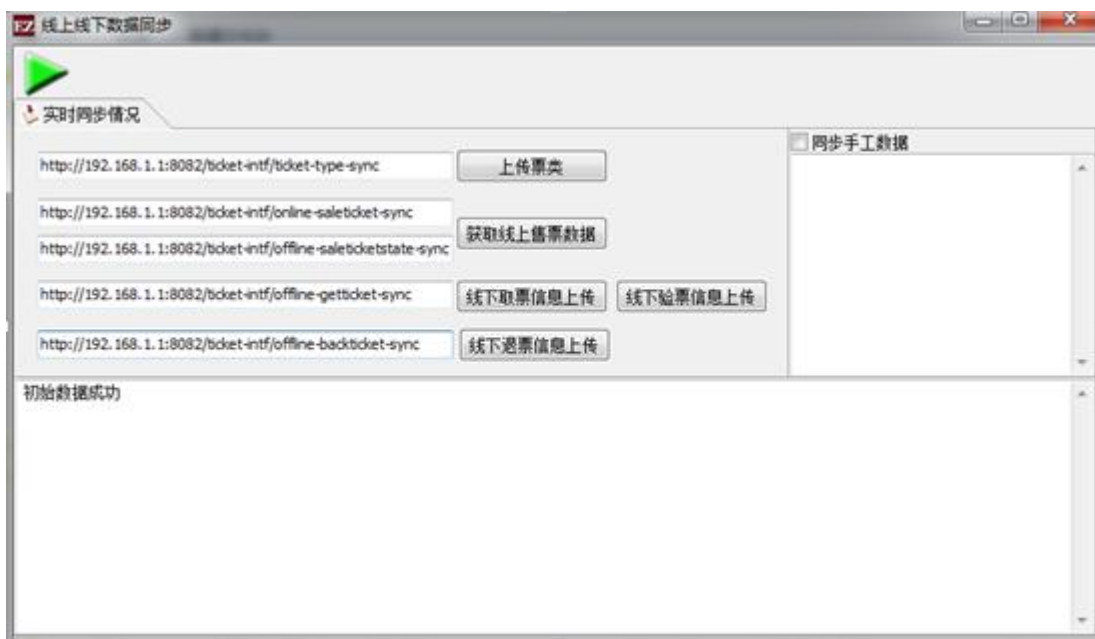 EZ 线上线下数据同步
实时同步情况
同步手工数据
http://192.168.1.1:8082/ticket-intf/ticket-type-sync 上传票类
http://192.168.1.1:8082/ticket-intf/online-saleticket-sync
获取线上售票数据
http://192.168.1.1:8082/ticket-intf/offline-saleticketstate-sync
http://192.168.1.1:8082/ticket-intf/offline-getticket-sync 线下取票信息上传 线下验票信息上传
http://192.168.1.1:8082/ticket-intf/offline-backticket-sync 线下退票信息上传
初始数据成功